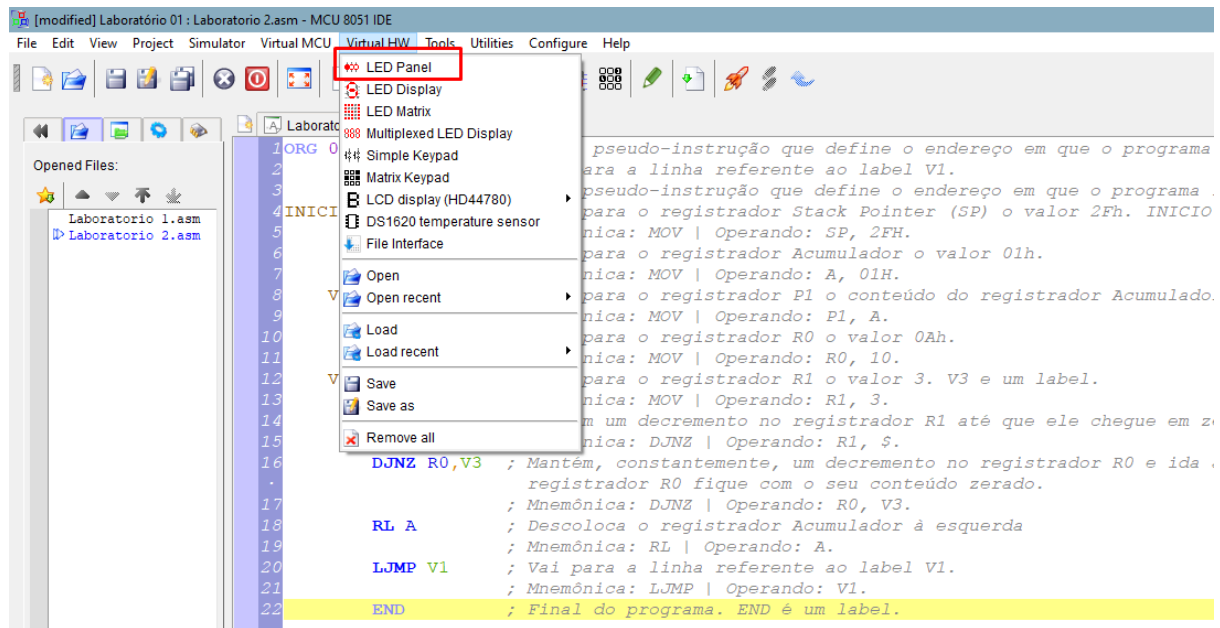 [modified] Laboratório 01 : Laboratorio 2.asm - MCU 8051 IDE
File Edit View Project Simulator Virtual MCU Virtual HW Tools Utilities Configure Help
LED Panel
LED Display
LED Matrix
Multiplexed LED Display
Simple Keypad
Matrix Keypad
LCD display (HD44780)
DS1620 temperature sensor
File Interface
Open
Open recent
Load
Load recent
Save
Save as
Remove all
Opened Files:
Laboratorio 1.asm
Laboratorio 2.asm
Laborato
1 ORG 0 pseudo-instrução que define o endereço em que o programa
2 ara a linha referente ao label V1.
3 pseudo-instrução que define o endereço em que o programa
4 INICI para o registrador Stack Pointer (SP) o valor 2Fh. INICIO
5 nica: MOV | Operando: SP, 2FH.
6 para o registrador Acumulador o valor 01h.
7 nica: MOV | Operando: A, 01H.
8 V para o registrador P1 o conteúdo do registrador Acumulado
9 nica: MOV | Operando: P1, A.
10 para o registrador R0 o valor 0Ah.
11 nica: MOV | Operando: R0, 10.
12 V para o registrador R1 o valor 3. V3 e um label.
13 nica: MOV | Operando: R1, 3.
14 m um decremento no registrador R1 até que ele chegue em ze
15 nica: DJNZ | Operando: R1, $.
16 DJNZ R0,V3 ; Mantém, constantemente, um decremento no registrador R0 e ida
registrador R0 fique com o seu conteúdo zerado.
17 ; Mnemônica: DJNZ | Operando: R0, V3.
18 RL A ; Descoloca o registrador Acumulador à esquerda
19 ; Mnemônica: RL | Operando: A.
20 LJMP V1 ; Vai para a linha referente ao label V1.
21 ; Mnemônica: LJMP | Operando: V1.
22 END ; Final do programa. END é um label.